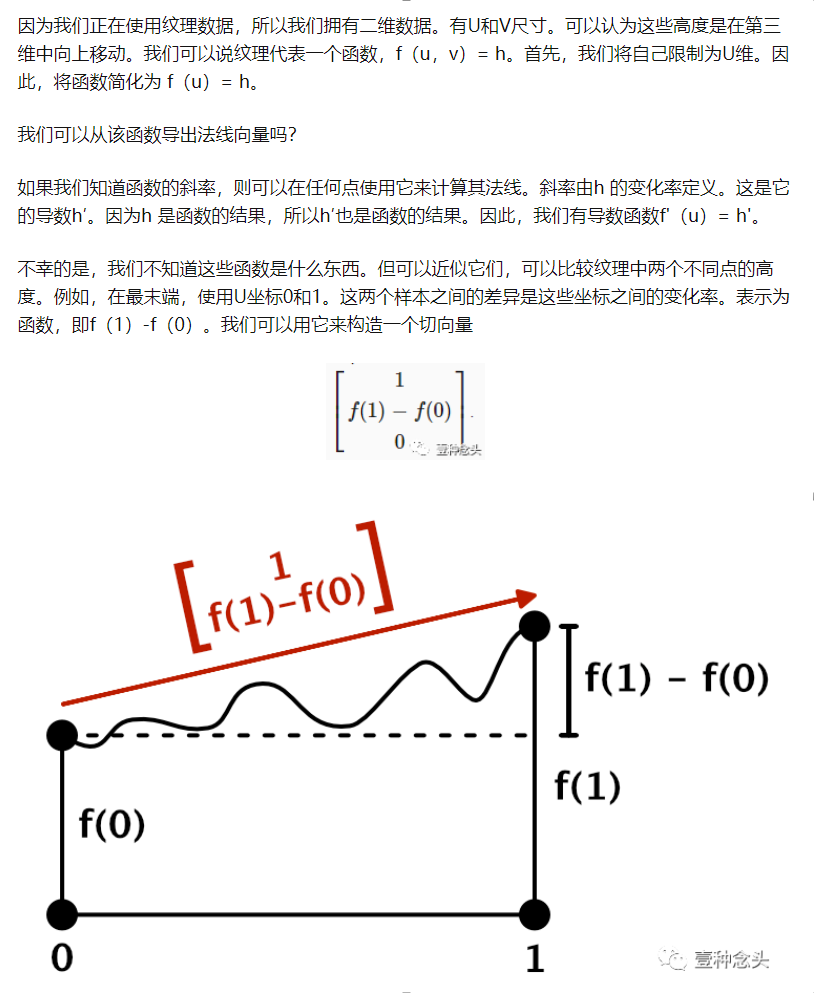 因为我们正在使用纹理数据，所以我们拥有二维数据。有U和V尺寸。可以认为这些高度是在第三
维中向上移动。我们可以说纹理代表一个函数，f（u，v）= h。首先，我们将自己限制为U维。因
此，将函数简化为 f（u）= h。
我们可以从该函数导出法线向量吗？
如果我们知道函数的斜率，则可以在任何点使用它来计算其法线。斜率由h 的变化率定义。这是它
的导数h′。因为h 是函数的结果，所以h′也是函数的结果。因此，我们有导数函数f'（u）= h'。
不幸的是，我们不知道这些函数是什么东西。但可以近似它们，可以比较纹理中两个不同点的高
度。例如，在最末端，使用U坐标0和1。这两个样本之间的差异是这些坐标之间的变化率。表示为
函数，即f（1）-f（0）。我们可以用它来构造一个切向量
1
f(1) − f(0)
0
壹种念头
1
f(1)-f(0)
f(1) - f(0)
f(1)
f(0)
0
1
壹种念头